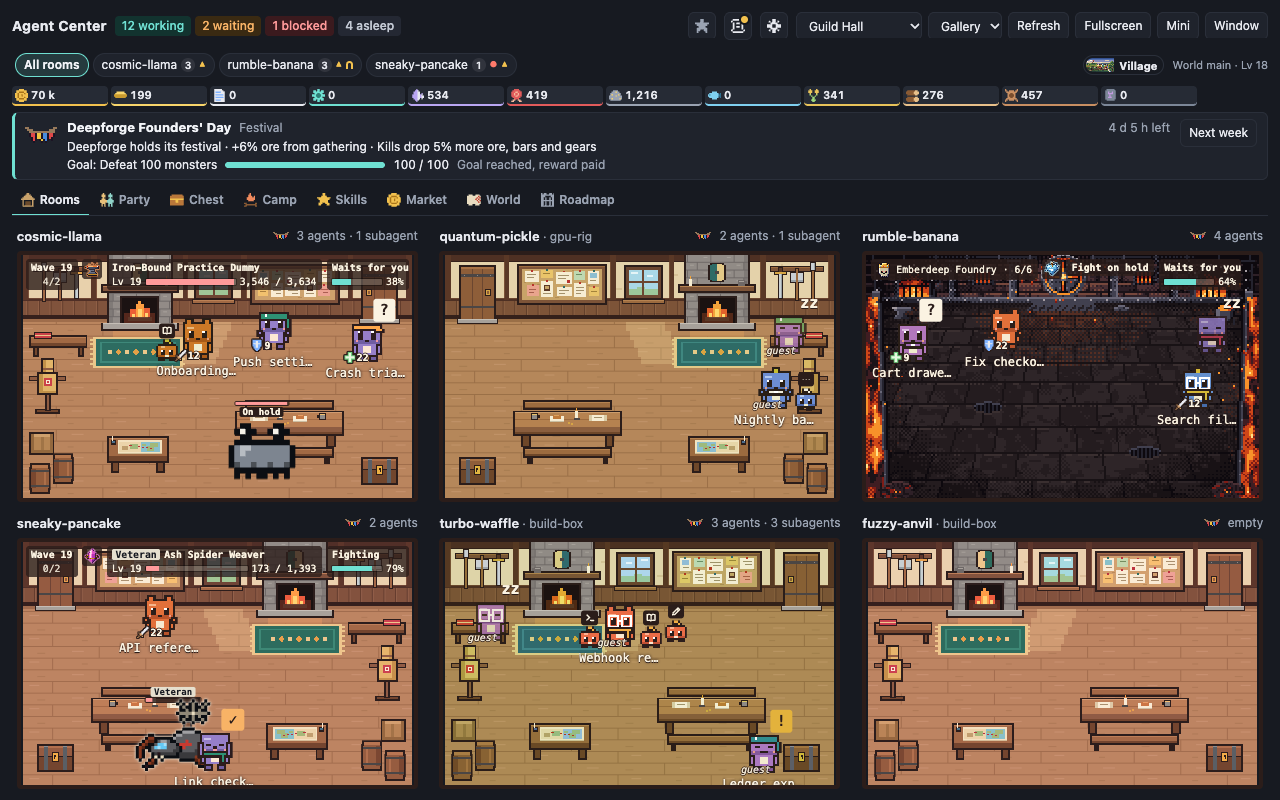 Agent Center 12 working 2 waiting 1 blocked 4 asleep Guild Hall Gallery Refresh Fullscreen Mini Window
All rooms cosmic-llama 3 rumble-banana 3 sneaky-pancake 1 Village World main · Lv 18
70 k 199 0 0 534 419 1,216 0 341 276 457 0
Deepforge Founders' Day Festival 4 d 5 h left Next week
Deepforge holds its festival · +6% ore from gathering · Kills drop 5% more ore, bars and gears
Goal: Defeat 100 monsters 100 / 100 Goal reached, reward paid
Rooms Party Chest Camp Skills Market World Roadmap
cosmic-llama 3 agents · 1 subagent
Wave 19 Iron-Bound Practice Dummy Waits for you
4/2 Lv 19 3,546 / 3,634 38%
?
9
12
22
Push setti…
Onboarding…
Crash tria…
On hold
quantum-pickle · gpu-rig 2 agents · 1 subagent
zz
guest
guest
Nightly ba…
rumble-banana 4 agents
Emberdeep Foundry · 6/6 Fight on hold Waits for you
64%
zz
?
22
9
Fix checko…
Cart drawe…
12
Search fil…
sneaky-pancake 2 agents
Wave 19 Veteran Ash Spider Weaver Fighting
0/2 Lv 19 173 / 1,393 79%
22
API refere…
Veteran
✓
Link check…
turbo-waffle · build-box 3 agents · 3 subagents
zz
guest
guest
Webhook re…
!
guest
Ledger exp…
fuzzy-anvil · build-box empty